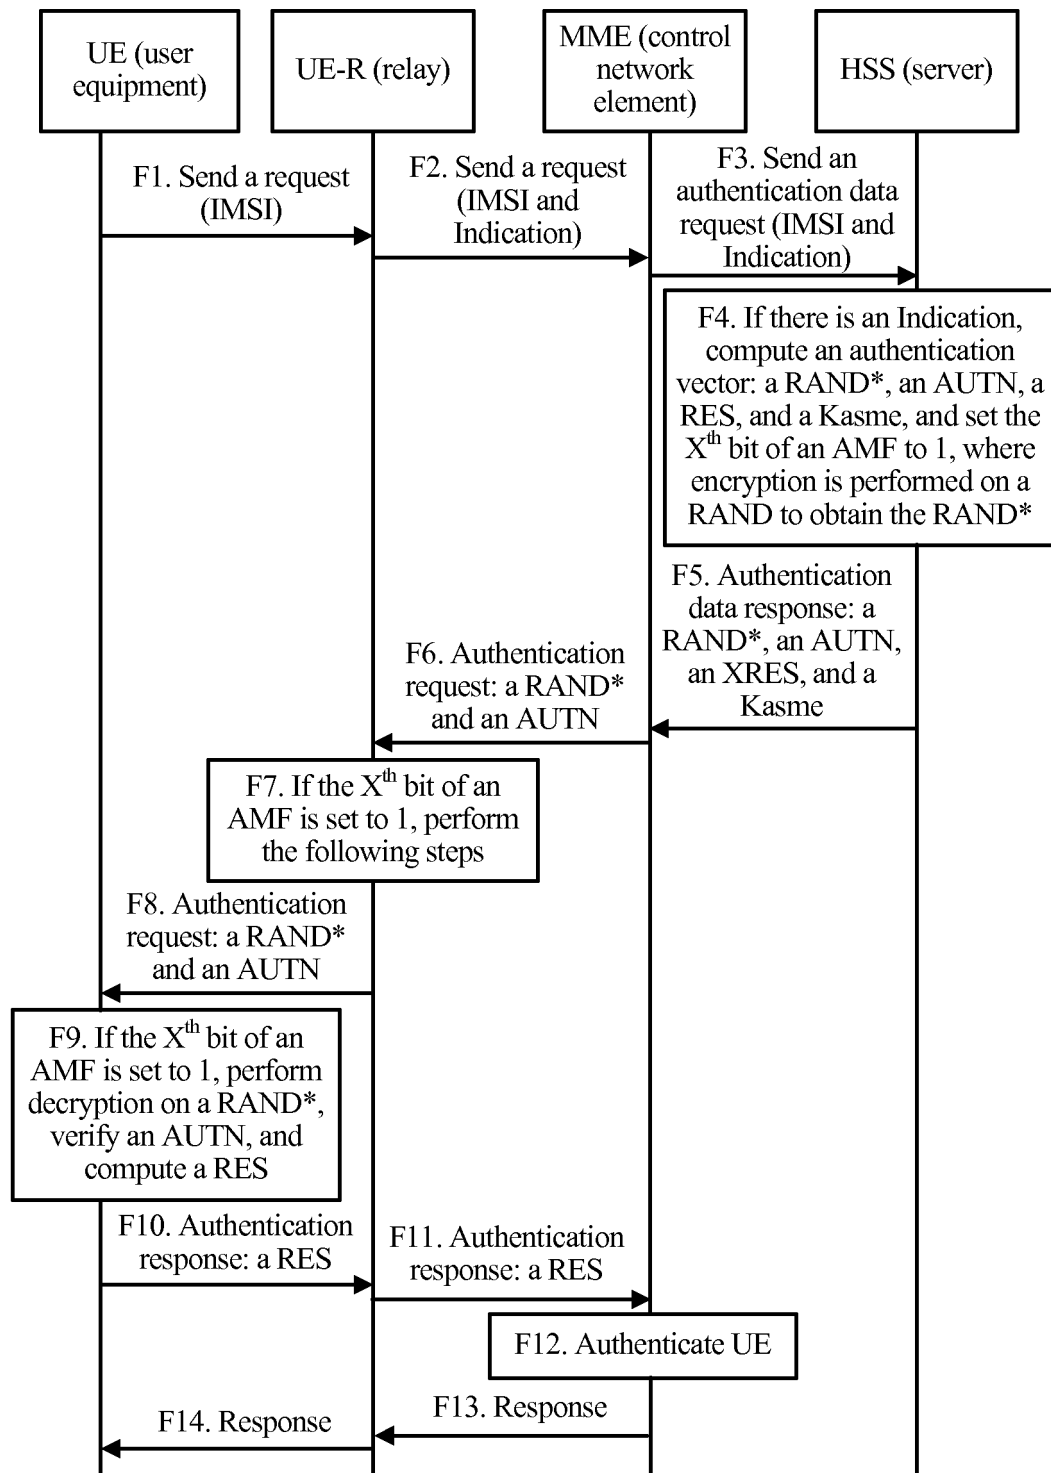 UE (user
equipment)
UE-R (relay)
MME (control
network
element)
HSS (server)
F1. Send a request
(IMSI)
F2. Send a request
(IMSI and
Indication)
F3. Send an
authentication data
request (IMSI and
Indication)
F4. If there is an Indication,
compute an authentication
vector: a RAND*, an AUTN, a
RES, and a Kasme, and set the
Xth bit of an AMF to 1, where
encryption is performed on a
RAND to obtain the RAND*
F5. Authentication
data response: a
RAND*, an AUTN,
an XRES, and a
Kasme
F6. Authentication
request: a RAND*
and an AUTN
F7. If the Xth bit of an
AMF is set to 1, perform
the following steps
F8. Authentication
request: a RAND*
and an AUTN
F9. If the Xth bit of an
AMF is set to 1, perform
decryption on a RAND*,
verify an AUTN, and
compute a RES
F10. Authentication
response: a RES
F11. Authentication
response: a RES
F12. Authenticate UE
F13. Response
F14. Response